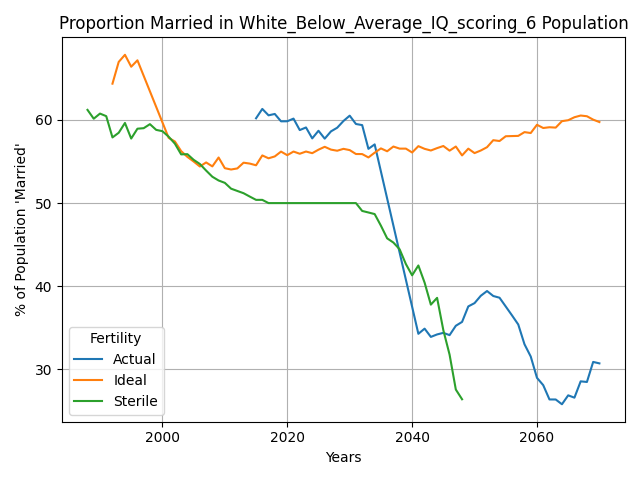 Proportion Married in White_Below_Average_IQ_scoring_6 Population
% of Population 'Married'
60
50
40
30
Fertility
Actual
Ideal
Sterile
2000
2020
2040
2060
Years